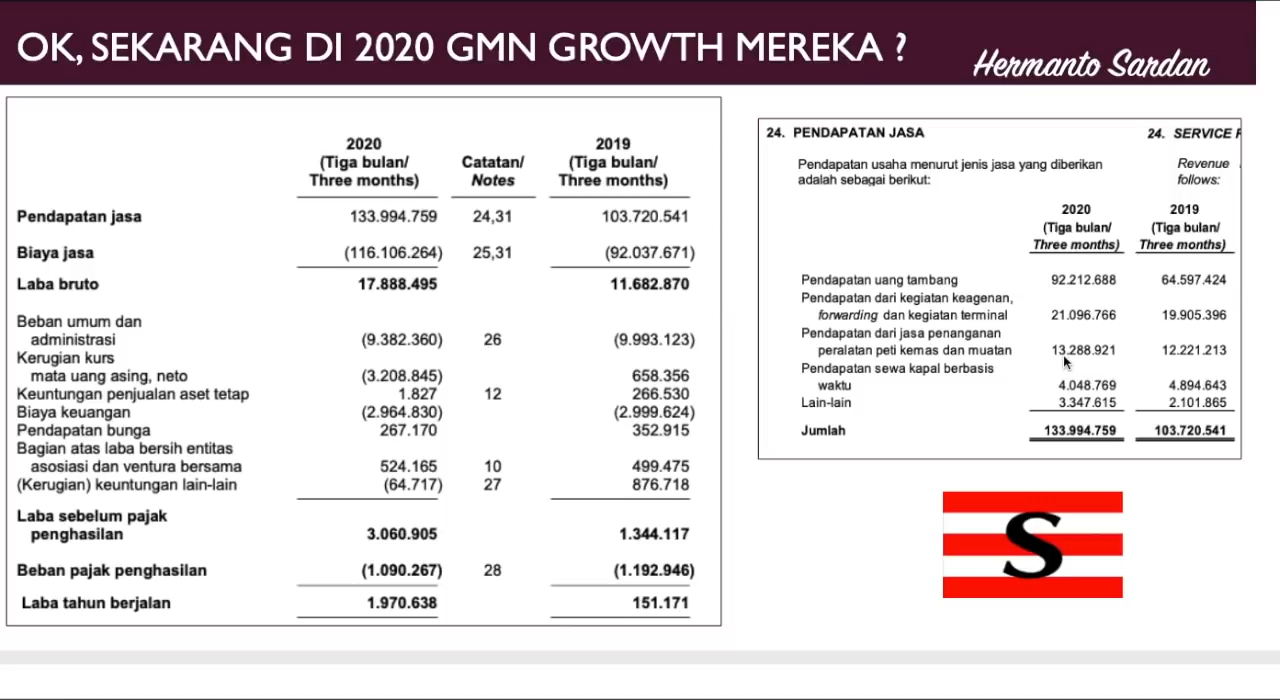 OK, SEKARANG DI 2020 GMN GROWTH MEREKA ?
Hermanto Sardan
2020 2019
(Tiga bulan/ Catatan/ (Tiga bulan/
Three months) Notes Three months)
Pendapatan jasa 133.994.759 24,31 103.720.541
Biaya jasa (116.106.264) 25,31 (92.037.671)
Laba bruto 17.888.495 11.682.870
Beban umum dan
administrasi (9.382.360) 26 (9.993.123)
Kerugian kurs
mata uang asing, neto (3.208.845) 658.356
Keuntungan penjualan aset tetap 1.827 12 266.530
Biaya keuangan (2.964.830) (2.999.624)
Pendapatan bunga 267.170 352.915
Bagian atas laba bersih entitas
asosiasi dan ventura bersama 524.165 10 499.475
(Kerugian) keuntungan lain-lain (64.717) 27 876.718
Laba sebelum pajak
penghasilan 3.060.905 1.344.117
Beban pajak penghasilan (1.090.267) 28 (1.192.946)
Laba tahun berjalan 1.970.638 151.171
24. PENDAPATAN JASA 24. SERVICE
Pendapatan usaha menurut jenis jasa yang diberikan Revenue
adalah sebagai berikut: follows:
2020 2019
(Tiga bulan/ (Tiga bulan/
Three months) Three months)
Pendapatan uang tambang 92.212.688 64.597.424
Pendapatan dari kegiatan keagenan,
forwarding dan kegiatan terminal 21.096.766 19.905.396
Pendapatan dari jasa penanganan
peralatan peti kemas dan muatan 13.288.921 12.221.213
Pendapatan sewa kapal berbasis
waktu 4.048.769 4.894.643
Lain-lain 3.347.615 2.101.865
Jumlah 133.994.759 103.720.541
S